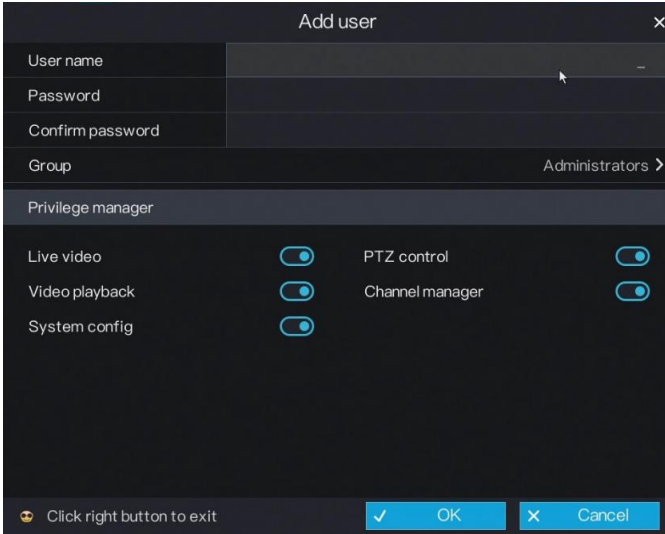 Add user
User name
Password
Confirm password
Group Administrators
Privilege manager
Live video PTZ control
Video playback Channel manager
System config
Click right button to exit OK Cancel